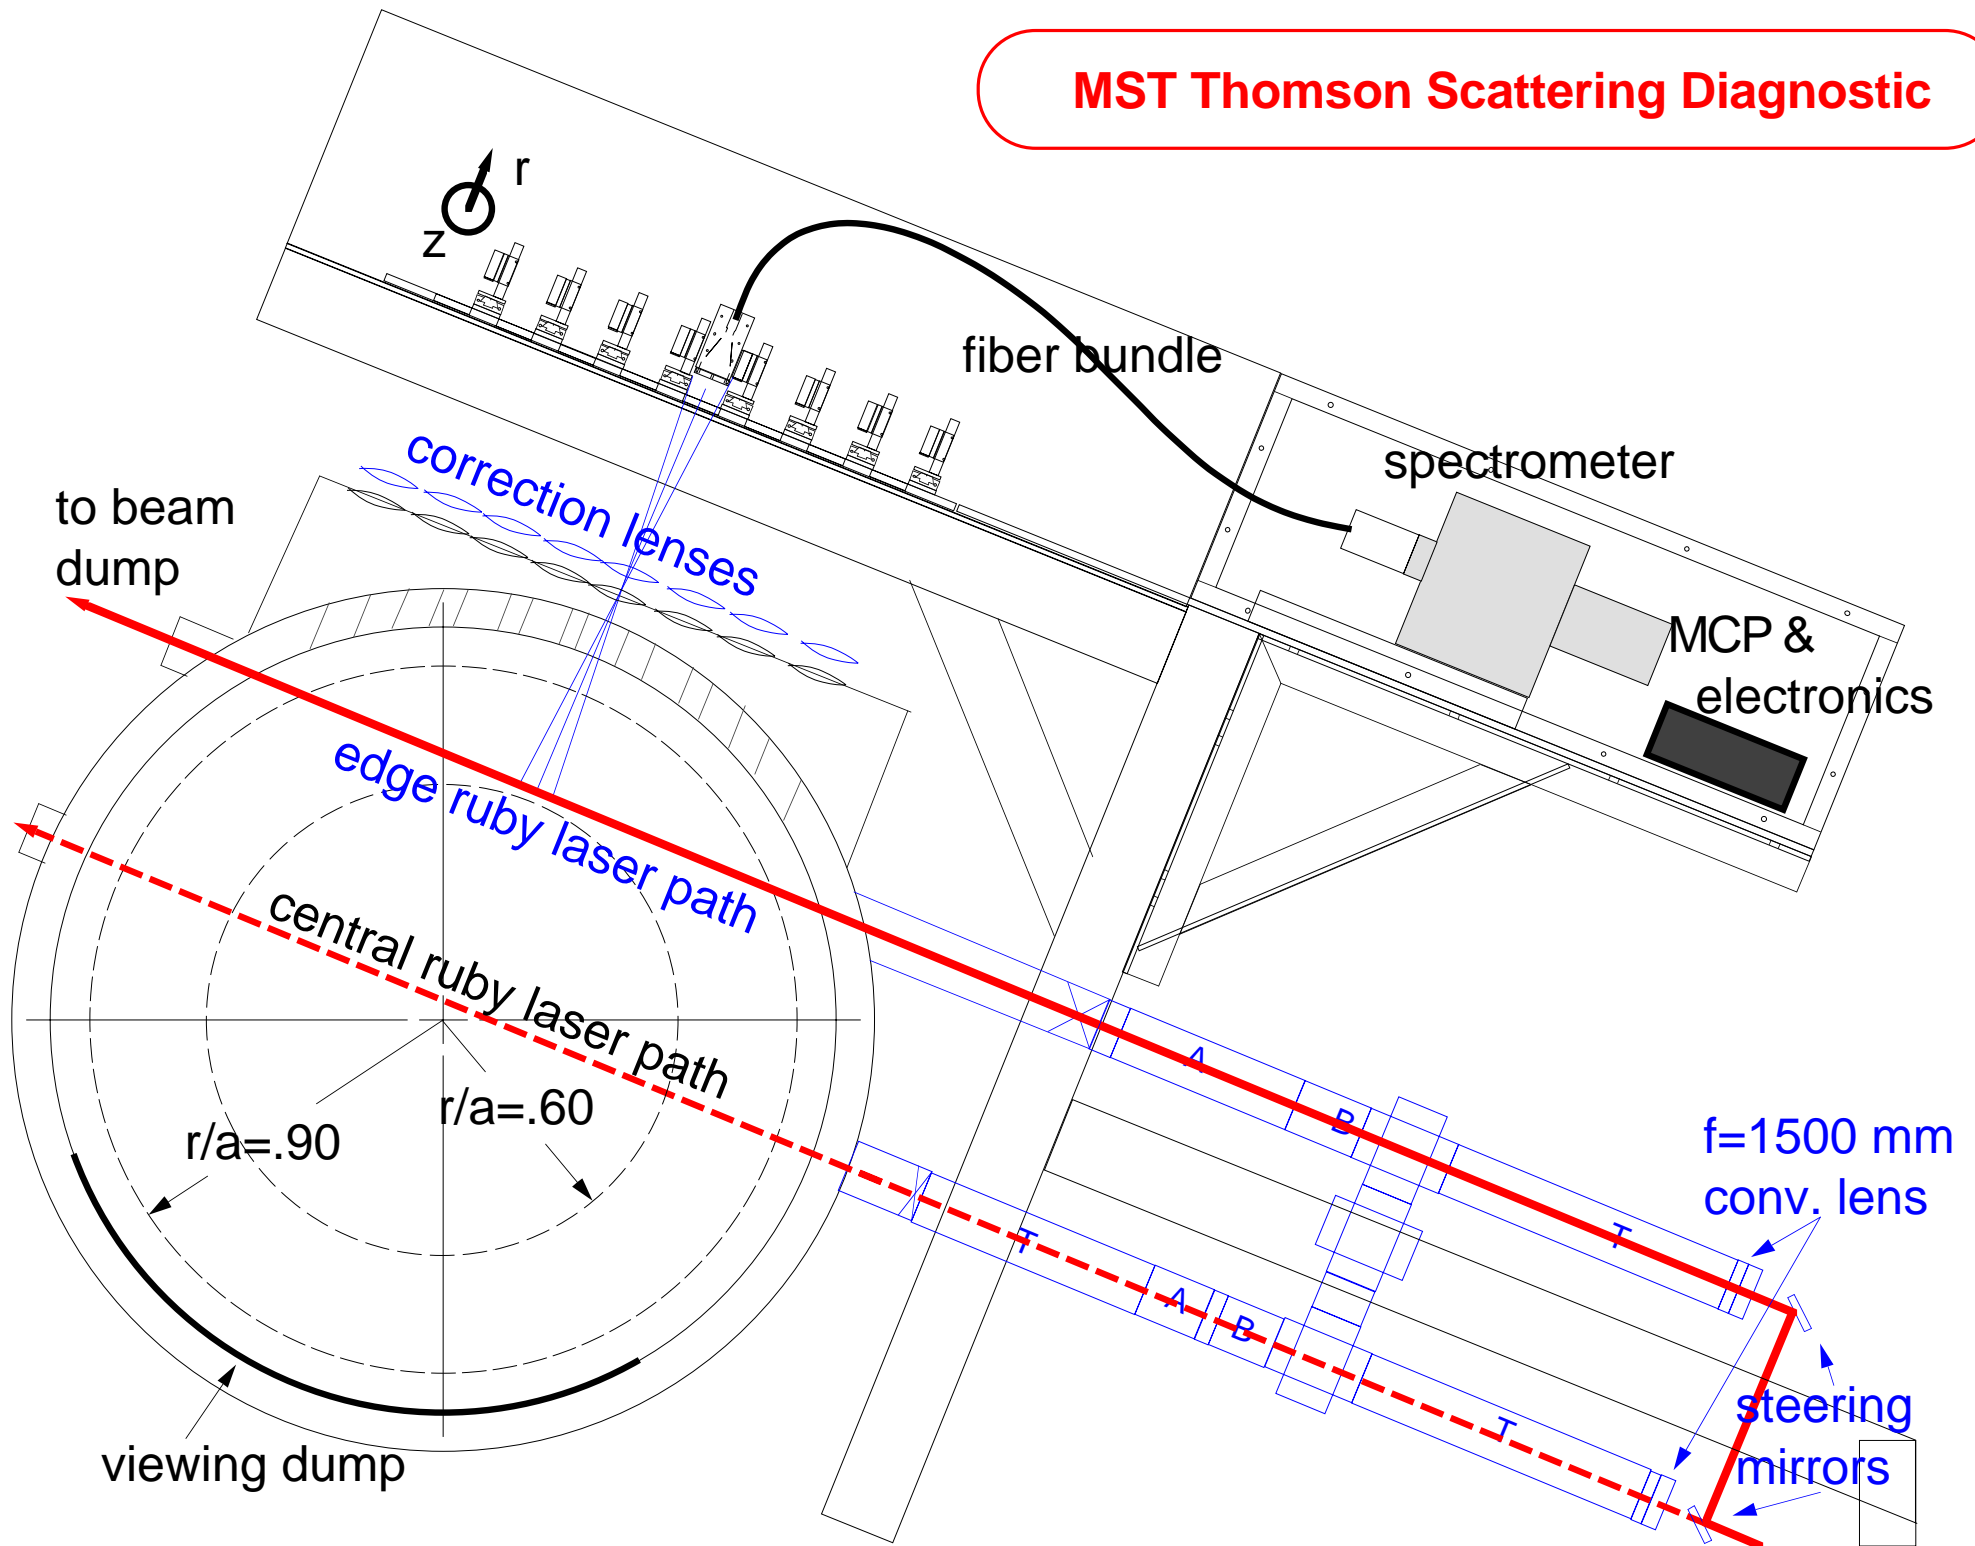 MST Thomson Scattering Diagnostic
r
z
fiber bundle
correction lenses
spectrometer
to beam
dump
MCP &
electronics
edge ruby laser path
central ruby laser path
r/a=.60
r/a=.90
A
B
T
f=1500 mm
conv. lens
T
A
B
T
steering
mirrors
viewing dump